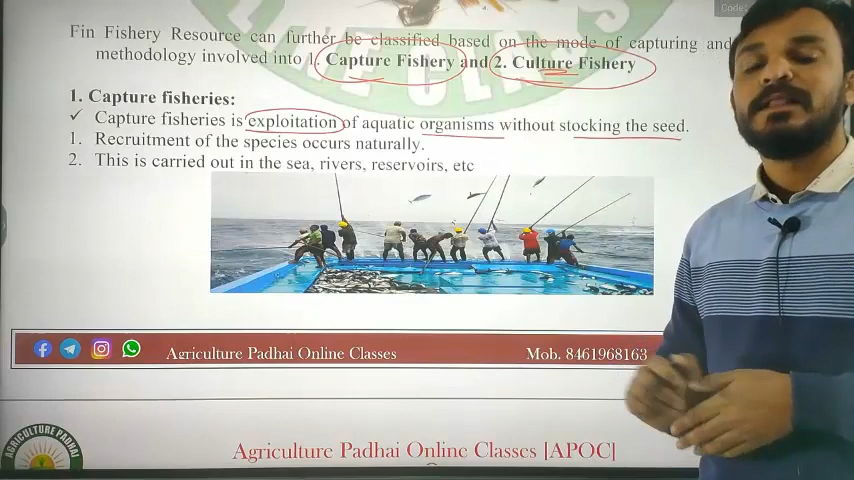 Code:
Fin Fishery Resource can further be classified based on the mode of capturing and
methodology involved into 1. Capture Fishery and 2. Culture Fishery
1. Capture fisheries:
✓ Capture fisheries is exploitation of aquatic organisms without stocking the seed.
1. Recruitment of the species occurs naturally.
2. This is carried out in the sea, rivers, reservoirs, etc
Agriculture Padhai Online Classes
Mob. 8461968163
AGRICULTURE PADHAI
Agriculture Padhai Online Classes [APOC]